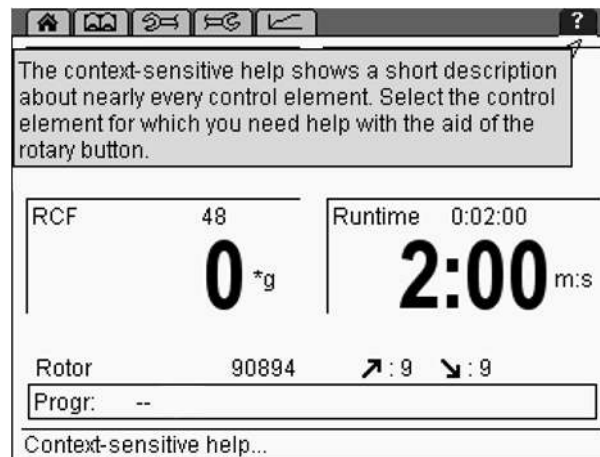 ?
The context-sensitive help shows a short description
about nearly every control element. Select the control
element for which you need help with the aid of the
rotary button.
RCF 48
0 *g
Runtime 0:02:00
2:00 m:s
Rotor 90894 ↗ : 9 ↘ : 9
Progr: --
Context-sensitive help...